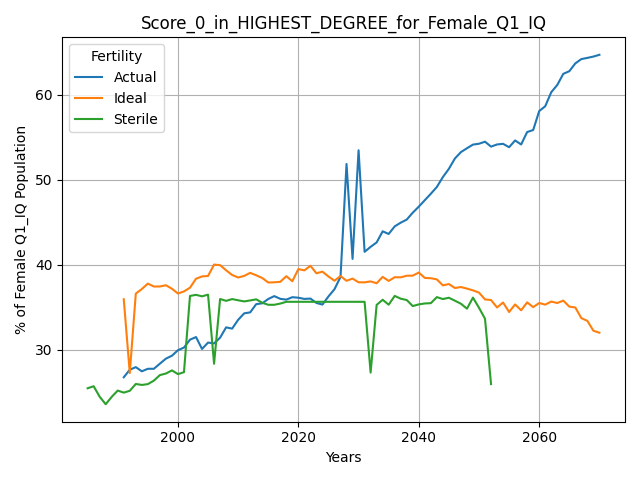 Score_0_in_HIGHEST_DEGREE_for_Female_Q1_IQ
Fertility
Actual
Ideal
Sterile
% of Female Q1_IQ Population
60
50
40
30
2000
2020
2040
2060
Years